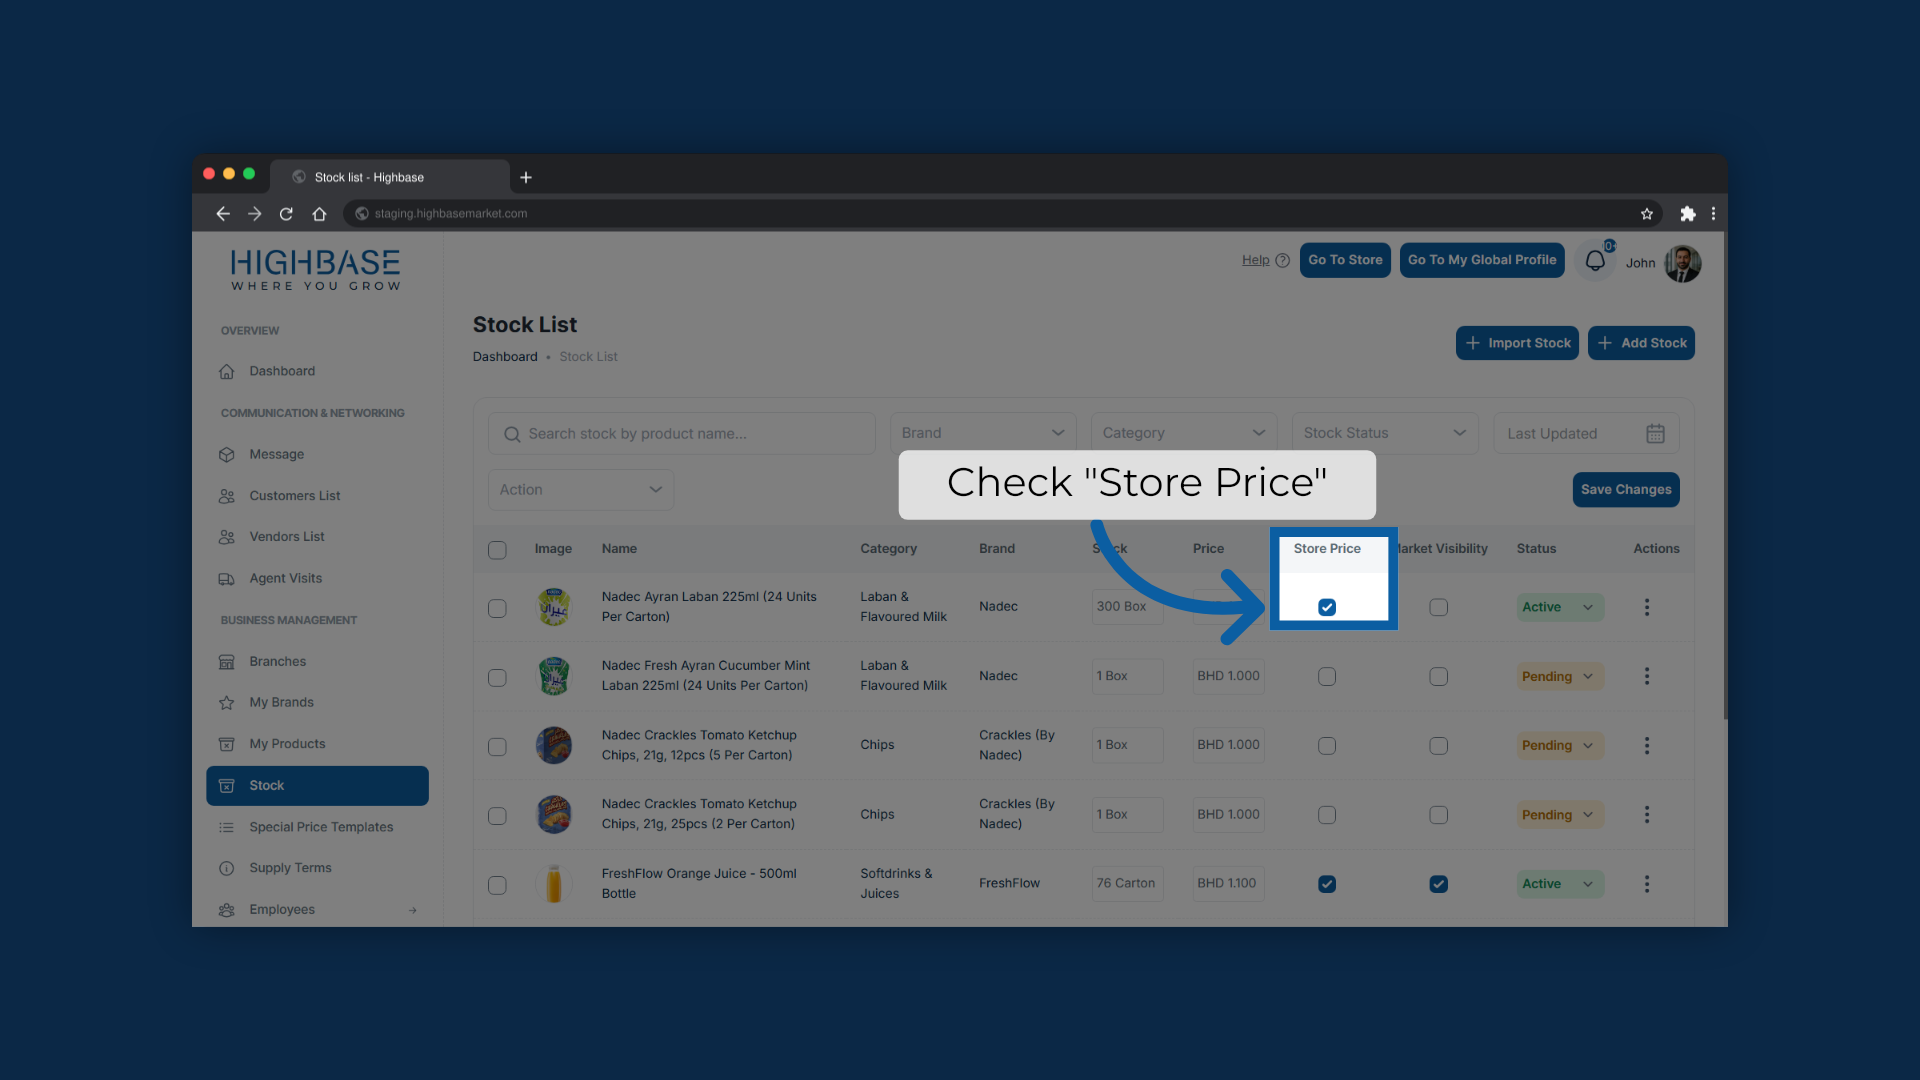 Stock list - Highbase
staging.highbasemarket.com
HIGHBASE
WHERE YOU GROW
Help
Go To Store
Go To My Global Profile
John
OVERVIEW
Dashboard
COMMUNICATION & NETWORKING
Message
Customers List
Vendors List
Agent Visits
BUSINESS MANAGEMENT
Branches
My Brands
My Products
Stock
Special Price Templates
Supply Terms
Employees
Stock List
Dashboard • Stock List
Import Stock
Add Stock
Search stock by product name...
Brand
Category
Stock Status
Last Updated
Action
Check "Store Price"
Save Changes
Image Name Category Brand Price Store Price Visibility Status Actions
Nadec Ayran Laban 225ml (24 Units
Per Carton)
Laban &
Flavoured Milk
Nadec
300 Box
Active
Nadec Fresh Ayran Cucumber Mint
Laban 225ml (24 Units Per Carton)
Laban &
Flavoured Milk
Nadec
1 Box
BHD 1.000
Pending
Nadec Crackles Tomato Ketchup
Chips, 21g, 12pcs (5 Per Carton)
Chips
Crackles (By
Nadec)
1 Box
BHD 1.000
Pending
Nadec Crackles Tomato Ketchup
Chips, 21g, 25pcs (2 Per Carton)
Chips
Crackles (By
Nadec)
1 Box
BHD 1.000
Pending
FreshFlow Orange Juice - 500ml
Bottle
Softdrinks &
Juices
FreshFlow
76 Carton
BHD 1.100
Active